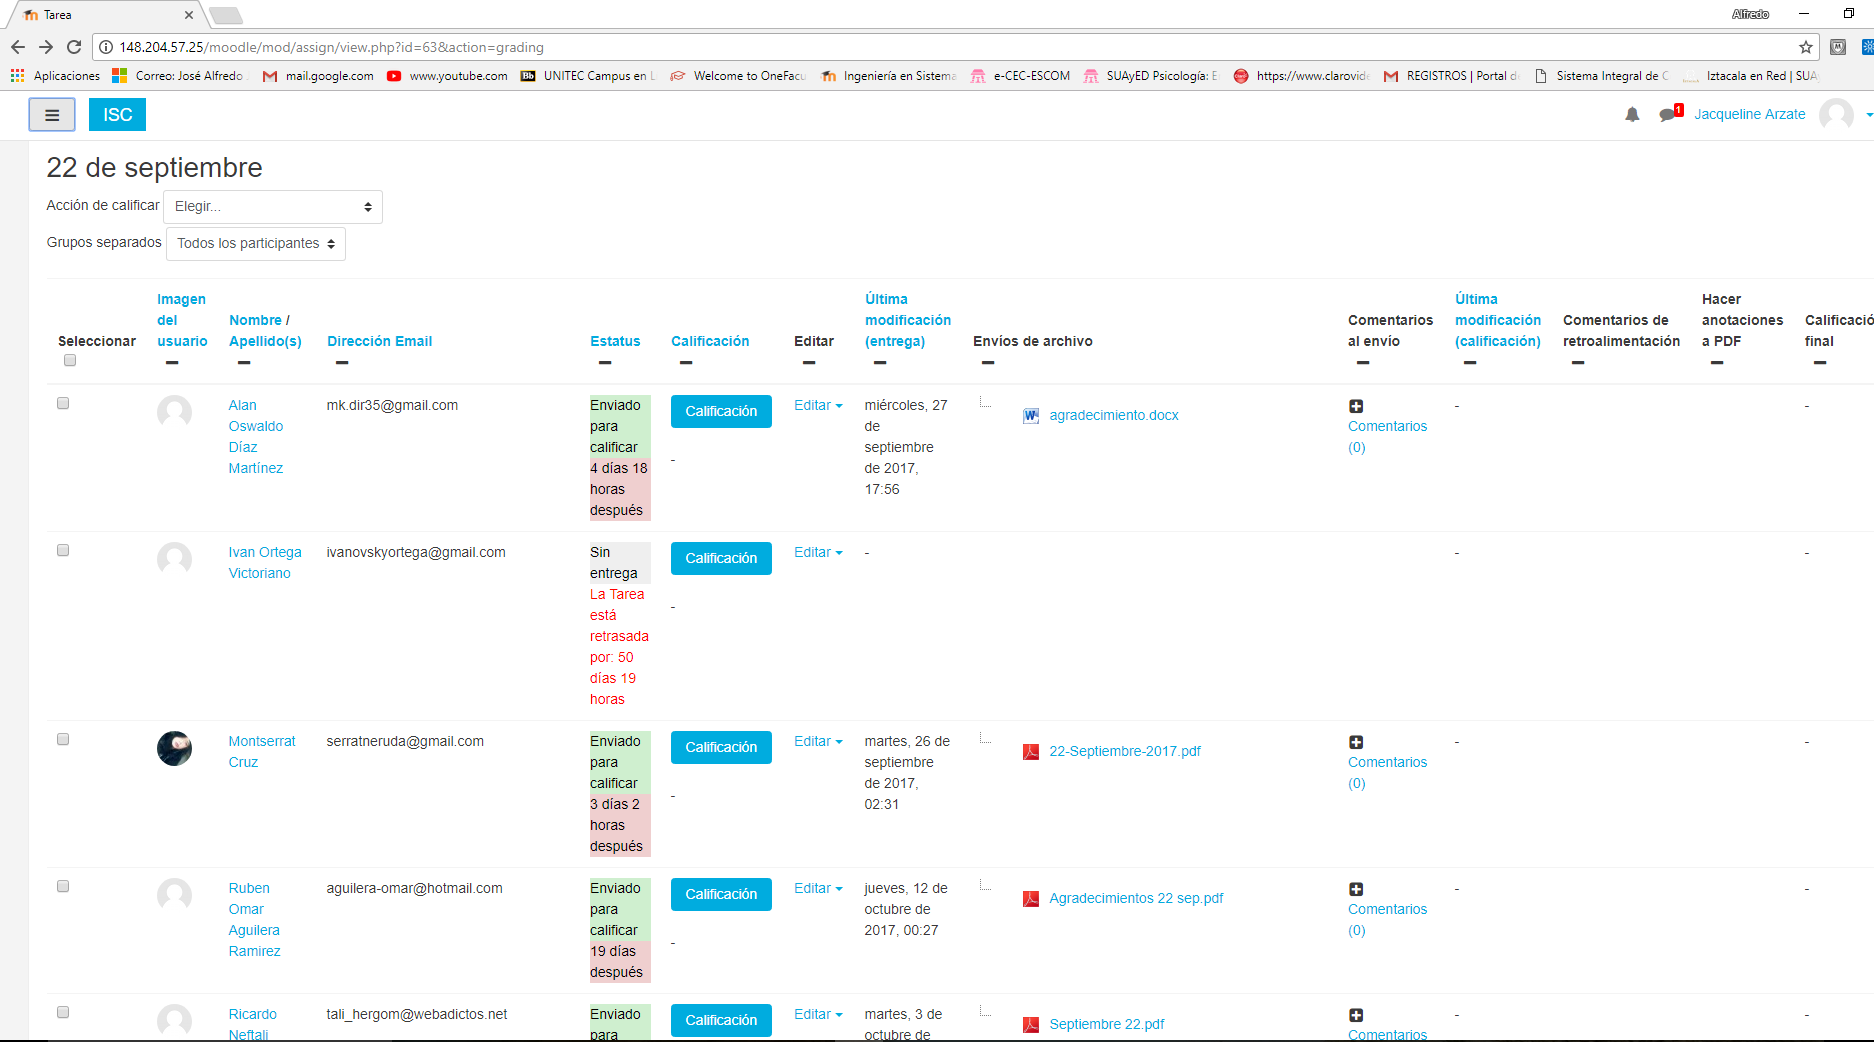 Tarea
Alfredo
148.204.57.25/moodle/mod/assign/view.php?id=63&action=grading
Aplicaciones Correo: José Alfredo mail.google.com www.youtube.com UNITEC Campus en L Welcome to OneFacu Ingeniería en Sistema e-CEC-ESCOM SUAyED Psicología: E https://www.clarovide REGISTROS | Portal de Sistema Integral de C Iztacala en Red | SUA
ISC
1 Jacqueline Arzate
22 de septiembre
Acción de calificar Elegir...
Grupos separados Todos los participantes
Imagen
del
usuario
Seleccionar
Nombre /
Apellido(s)
Dirección Email
Estatus
Calificación
Editar
Última
modificación
(entrega)
Envíos de archivo
Comentarios
al envío
Última
modificación
(calificación)
Comentarios de
retroalimentación
Hacer
anotaciones
a PDF
Calificació
final
Alan
Oswaldo
Díaz
Martínez
mk.dir35@gmail.com
Enviado
para
calificar
4 días 18
horas
después
Calificación
-
Editar
miércoles, 27
de
septiembre
de 2017,
17:56
agradecimiento.docx
Comentarios
(0)
-
-
Ivan Ortega
Victoriano
ivanovskyortega@gmail.com
Sin
entrega
La Tarea
está
retrasada
por: 50
días 19
horas
Calificación
-
Editar
-
-
-
Montserrat
Cruz
serratneruda@gmail.com
Enviado
para
calificar
3 días 2
horas
después
Calificación
-
Editar
martes, 26 de
septiembre
de 2017,
02:31
22-Septiembre-2017.pdf
Comentarios
(0)
-
-
Ruben
Omar
Aguilera
Ramirez
aguilera-omar@hotmail.com
Enviado
para
calificar
19 días
después
Calificación
-
Editar
jueves, 12 de
octubre de
2017, 00:27
Agradecimientos 22 sep.pdf
Comentarios
(0)
-
-
Ricardo
Neftali
tali_hergom@webadictos.net
Enviado
para
Calificación
Editar
martes, 3 de
octubre de
Septiembre 22.pdf
Comentarios
-
-